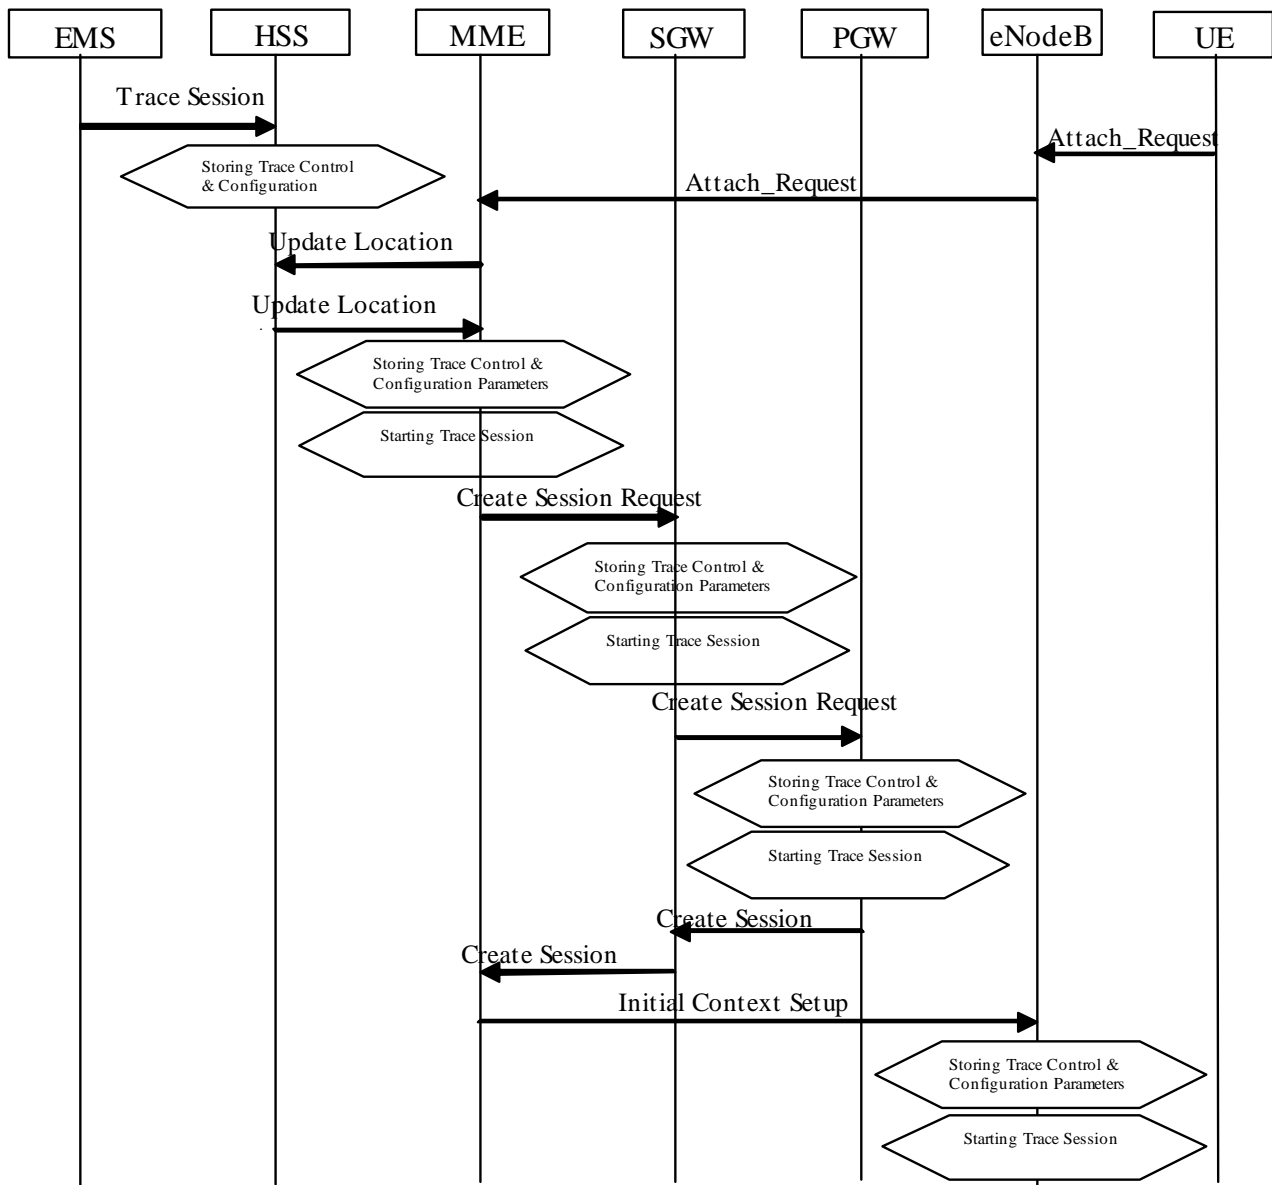 EMS HSS MME SGW PGW eNodeB UE
Trace Session
Attach_Request
Storing Trace Control
& Configuration
Attach_Request
Update Location
Update Location
Storing Trace Control &
Configuration Parameters
Starting Trace Session
Create Session Request
Storing Trace Control &
Configuration Parameters
Starting Trace Session
Create Session Request
Storing Trace Control &
Configuration Parameters
Starting Trace Session
Create Session
Create Session
Initial Context Setup
Storing Trace Control &
Configuration Parameters
Starting Trace Session